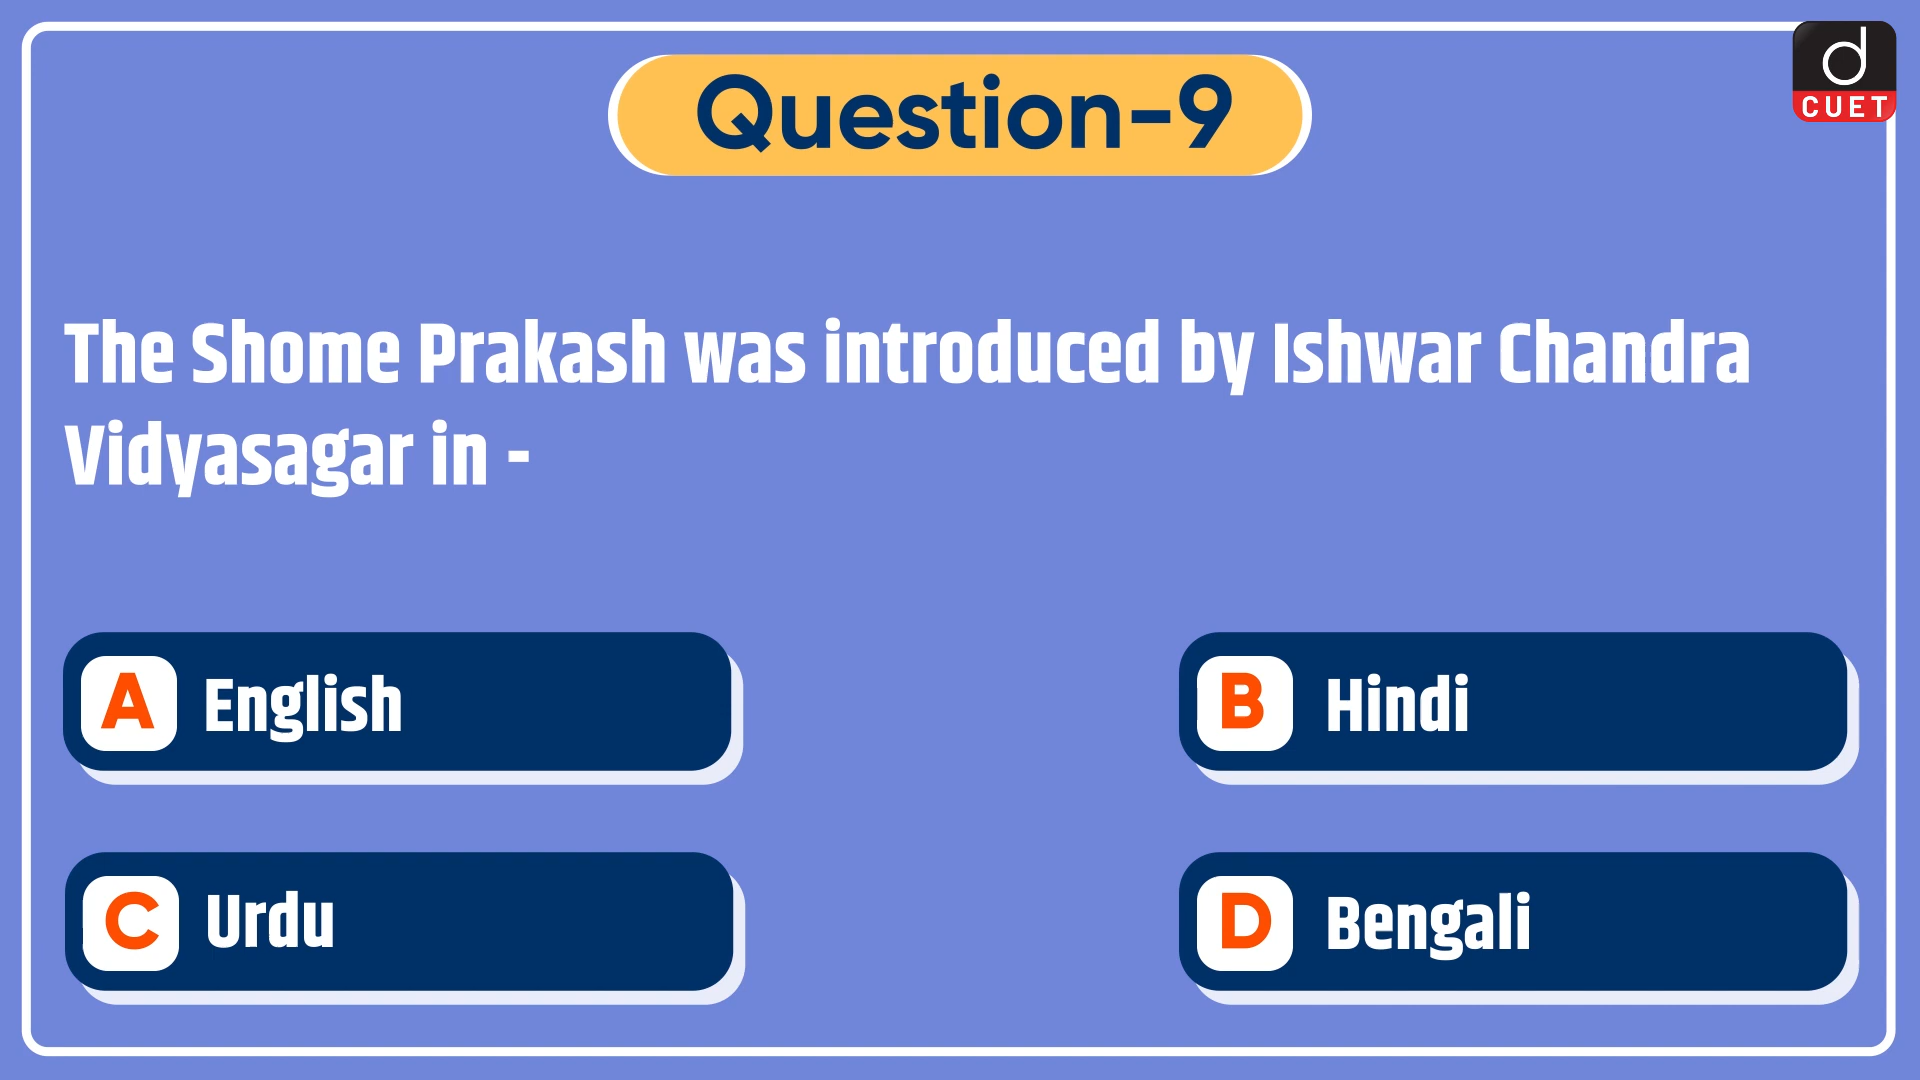 d
CUET
Question-9
The Shome Prakash was introduced by Ishwar Chandra
Vidyasagar in -
A English
B Hindi
C Urdu
D Bengali